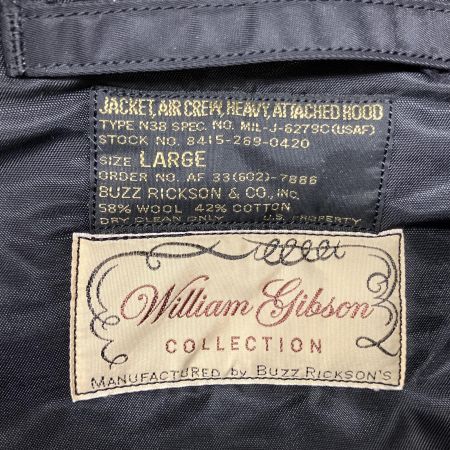 JACKET, AIR CREW, HEAVY, ATTACHED HOOD
TYPE N3B SPEC. NO. MIL-J-6279C (USAF)
STOCK NO. 8415-269-0420
SIZE LARGE
ORDER NO. AF 33(602)-7886
BUZZ RICKSON & CO., INC.
58% WOOL 42% COTTON
DRY CLEAN ONLY U.S. PROPERTY
William Gibson
COLLECTION
MANUFACTURED by BUZZ RICKSON'S